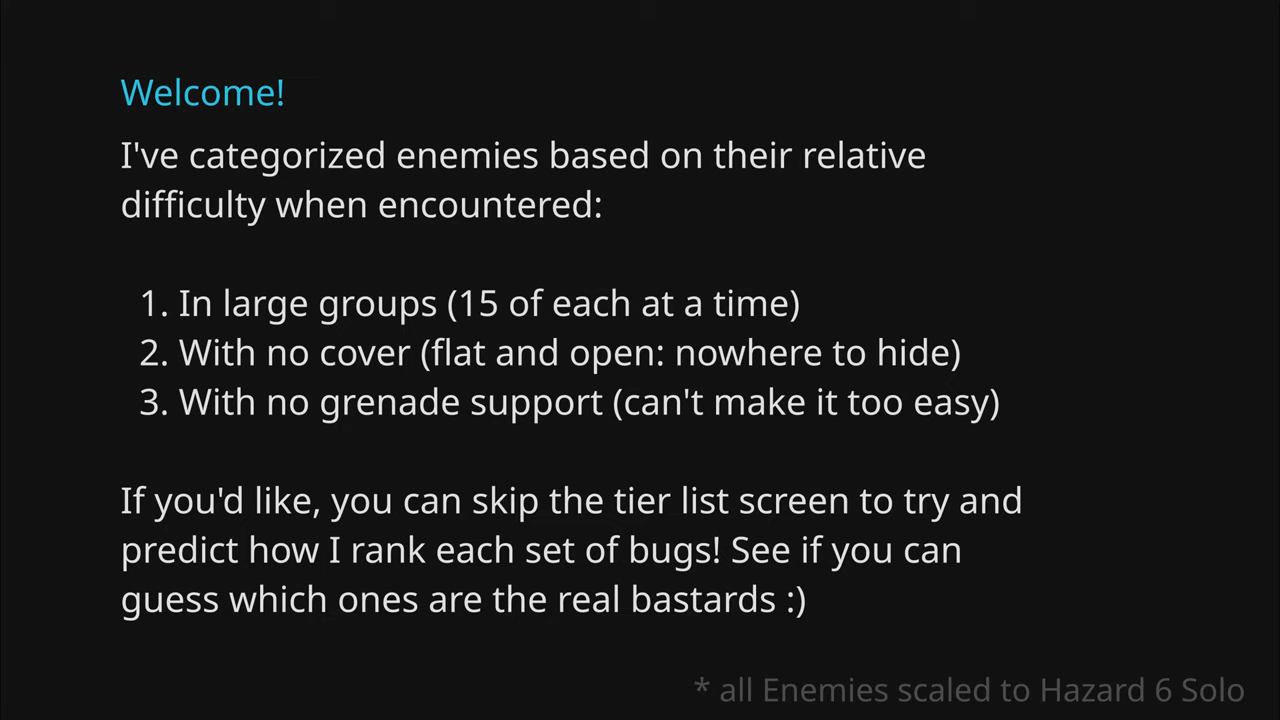 Welcome!
I've categorized enemies based on their relative
difficulty when encountered:
1. In large groups (15 of each at a time)
2. With no cover (flat and open: nowhere to hide)
3. With no grenade support (can't make it too easy)
If you'd like, you can skip the tier list screen to try and
predict how I rank each set of bugs! See if you can
guess which ones are the real bastards :)
* all Enemies scaled to Hazard 6 Solo